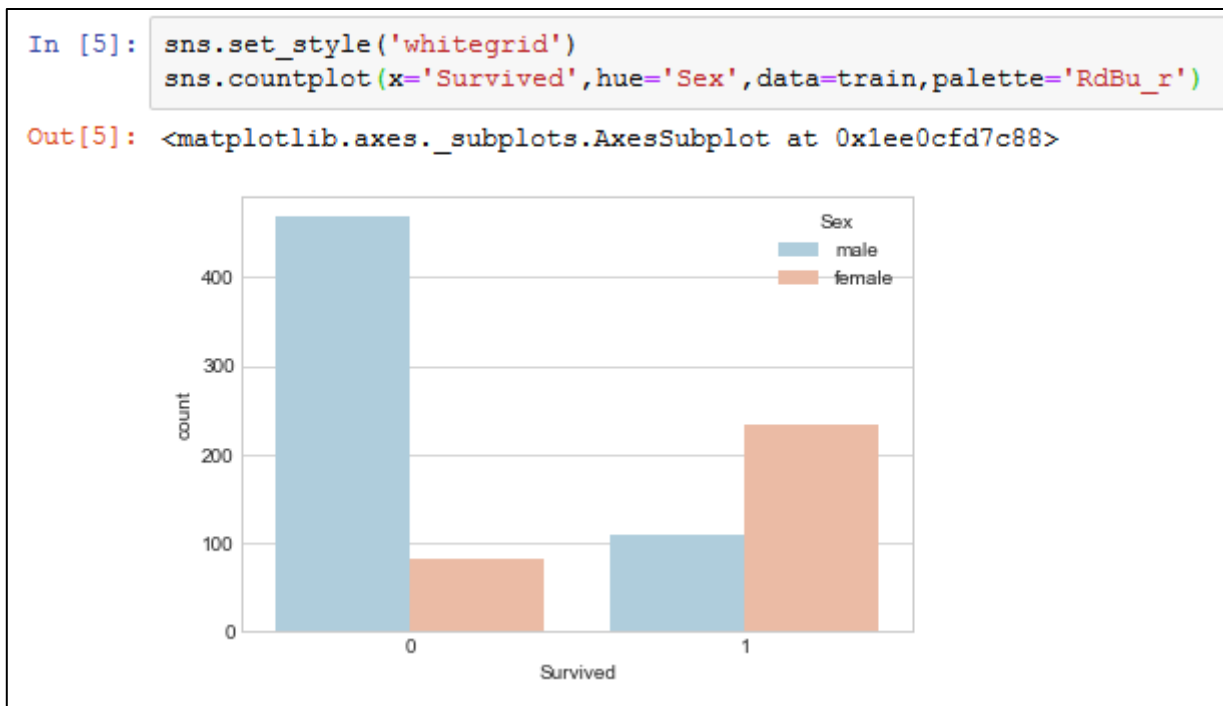 In [5]: sns.set_style('whitegrid')
sns.countplot(x='Survived',hue='Sex',data=train,palette='RdBu_r')
Out[5]: <matplotlib.axes._subplots.AxesSubplot at 0x1ee0cfd7c88>
Sex
male
female
400
300
200
100
0
count
0 1
Survived